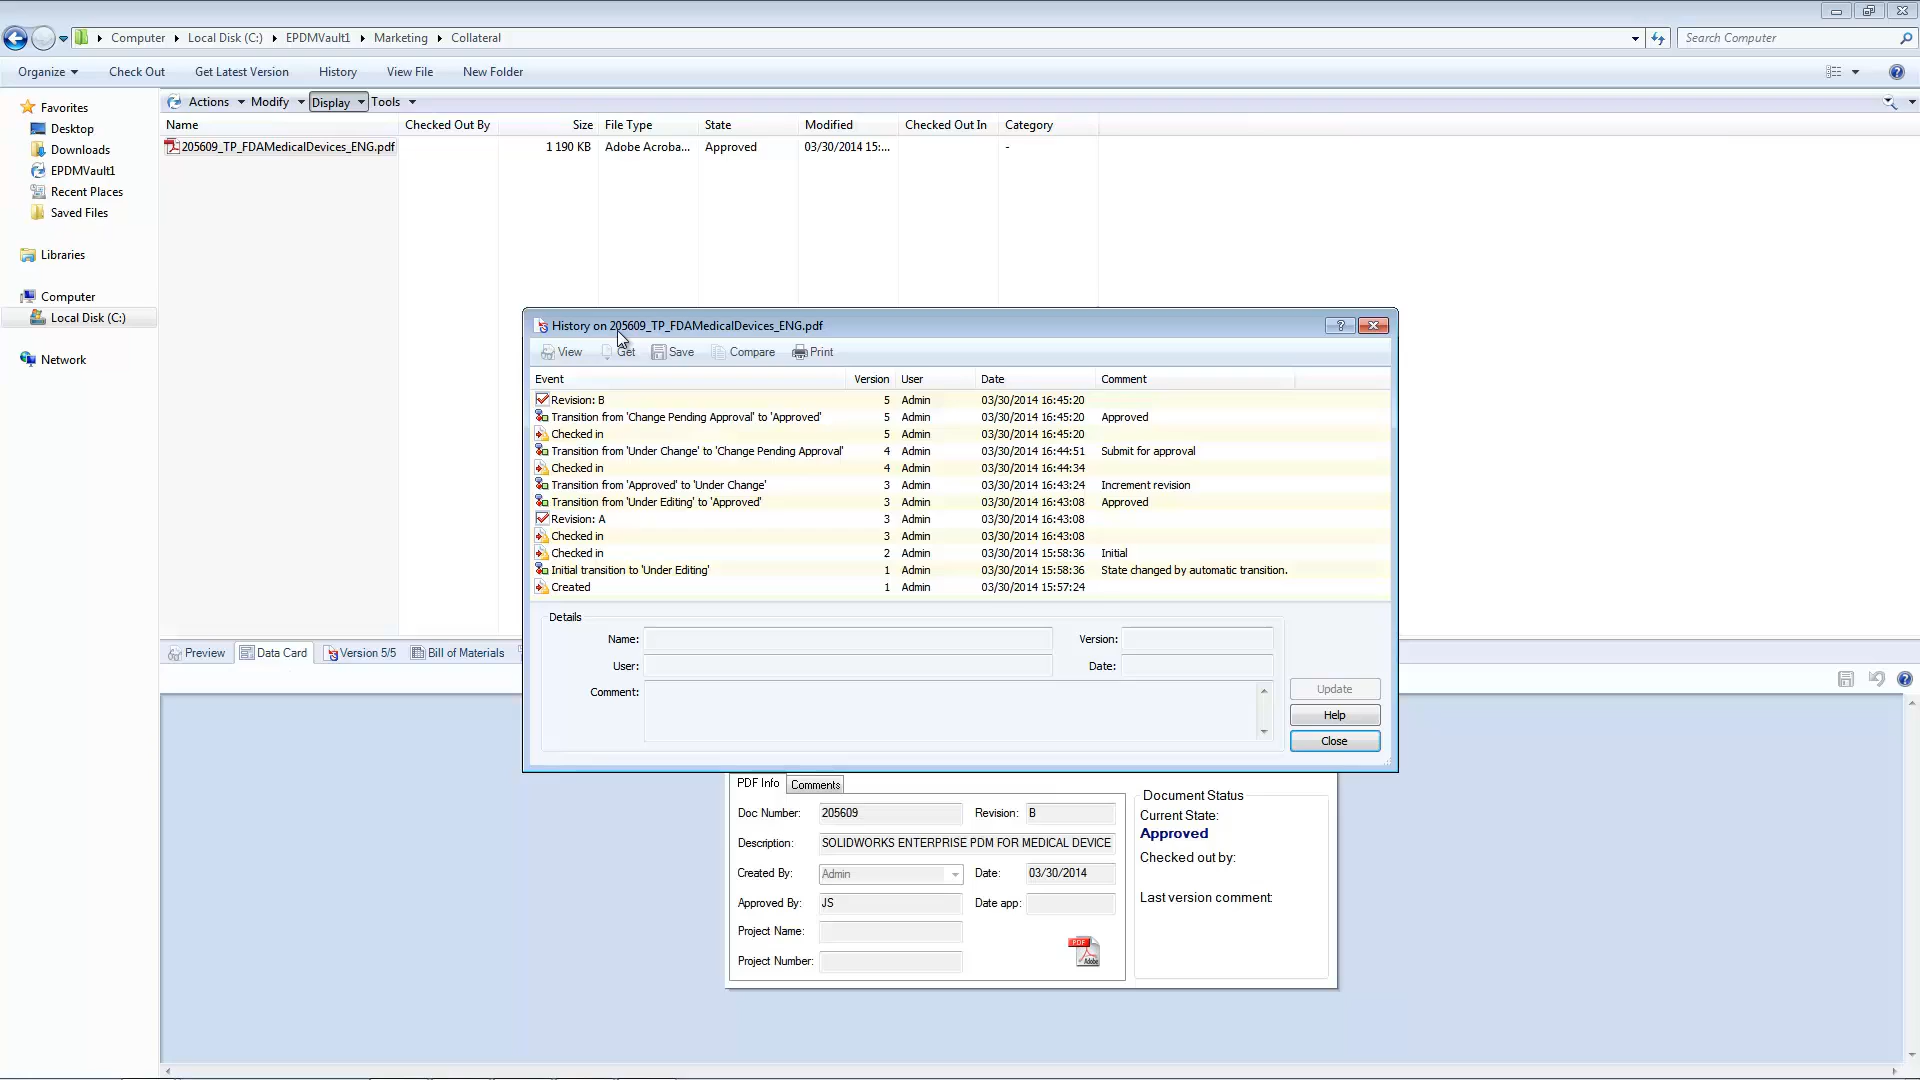 Computer Local Disk (C:) EPDMVault1 Marketing Collateral Search Computer
Organize Check Out Get Latest Version History View File New Folder
Favorites
Desktop
Downloads
EPDMVault1
Recent Places
Saved Files
Libraries
Computer
Local Disk (C:)
Network
Actions Modify Display Tools
Name Checked Out By Size File Type State Modified Checked Out In Category
205609_TP_FDAMedicalDevices_ENG.pdf 1 190 KB Adobe Acroba... Approved 03/30/2014 15:... -
History on 205609_TP_FDAMedicalDevices_ENG.pdf
View Get Save Compare Print
Event Version User Date Comment
Revision: B 5 Admin 03/30/2014 16:45:20
Transition from 'Change Pending Approval' to 'Approved' 5 Admin 03/30/2014 16:45:20 Approved
Checked in 5 Admin 03/30/2014 16:45:20
Transition from 'Under Change' to 'Change Pending Approval' 4 Admin 03/30/2014 16:44:51 Submit for approval
Checked in 4 Admin 03/30/2014 16:44:34
Transition from 'Approved' to 'Under Change' 3 Admin 03/30/2014 16:43:24 Increment revision
Transition from 'Under Editing' to 'Approved' 3 Admin 03/30/2014 16:43:08 Approved
Revision: A 3 Admin 03/30/2014 16:43:08
Checked in 3 Admin 03/30/2014 16:43:08
Checked in 2 Admin 03/30/2014 15:58:36 Initial
Initial transition to 'Under Editing' 1 Admin 03/30/2014 15:58:36 State changed by automatic transition.
Created 1 Admin 03/30/2014 15:57:24
Details
Name: Version:
User: Date:
Comment:
Update
Help
Close
Preview Data Card Version 5/5 Bill of Materials
PDF Info Comments
Doc Number: 205609 Revision: B
Description: SOLIDWORKS ENTERPRISE PDM FOR MEDICAL DEVICE
Created By: Admin Date: 03/30/2014
Approved By: JS Date app:
Project Name:
Project Number:
PDF
Adobe
Document Status
Current State:
Approved
Checked out by:
Last version comment: